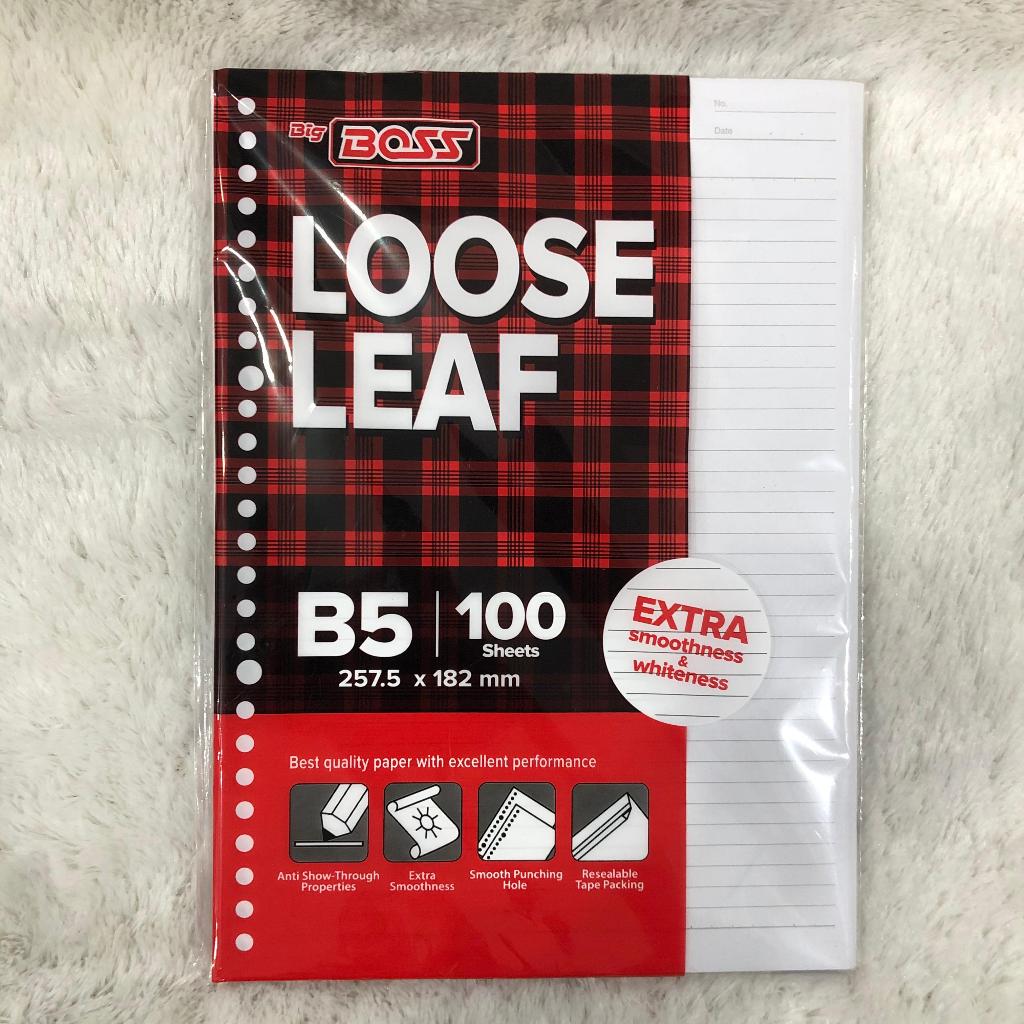 Big BOSS
No.
Date
LOOSE
LEAF
B5 | 100
Sheets
257.5 x 182 mm
EXTRA
smoothness
&
whiteness
Best quality paper with excellent performance
Anti Show-Through
Properties
Extra
Smoothness
Smooth Punching
Hole
Resealable
Tape Packing